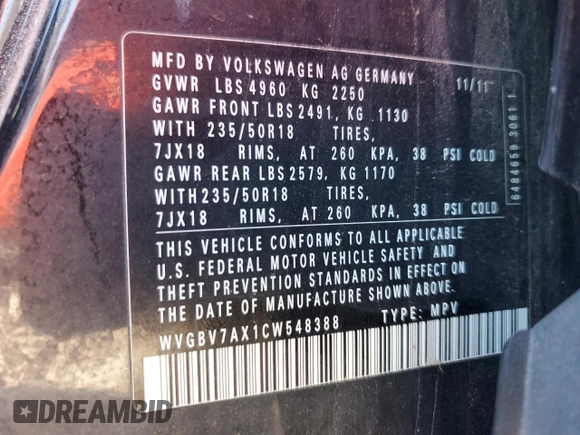 MFD BY VOLKSWAGEN AG GERMANY 11/11
GVWR LBS 4960 KG 2250
GAWR FRONT LBS 2491, KG 1130
WITH 235/50R18 TIRES,
7JX18 RIMS, AT 260 KPA, 38 PSI COLD
GAWR REAR LBS 2579, KG 1170
WITH 235/50R18 TIRES,
7JX18 RIMS, AT 260 KPA, 38 PSI COLD
THIS VEHICLE CONFORMS TO ALL APPLICABLE
U.S. FEDERAL MOTOR VEHICLE SAFETY AND
THEFT PREVENTION STANDARDS IN EFFECT ON
THE DATE OF MANUFACTURE SHOWN ABOVE.
WVGBV7AX1CW548388 TYPE: MPV
6484659 30611
DREAMBID